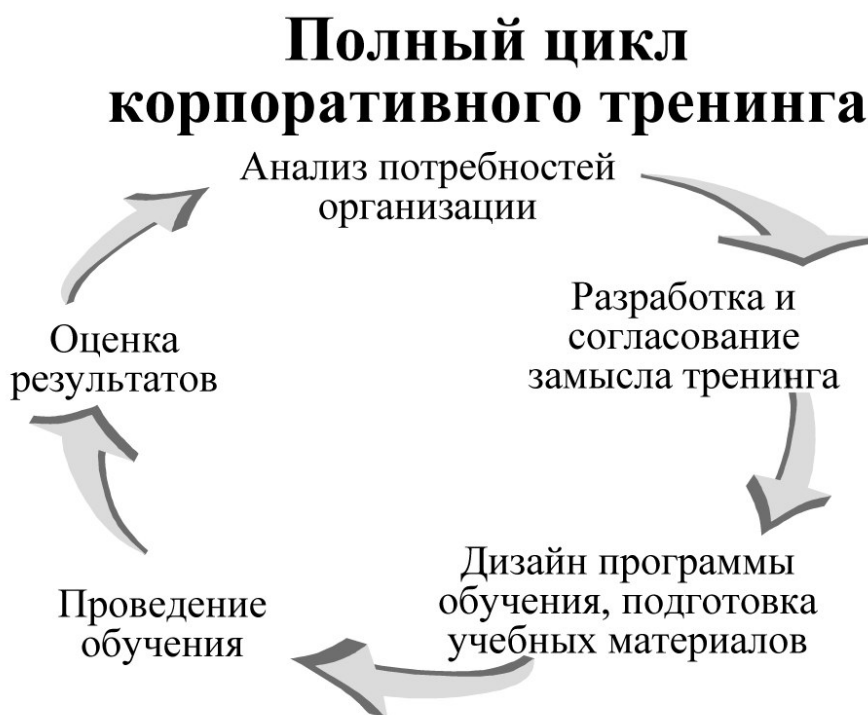 Полный цикл
корпоративного тренинга
Анализ потребностей
организации
Разработка и
согласование
замысла тренинга
Дизайн программы
обучения, подготовка
учебных материалов
Проведение
обучения
Оценка
результатов